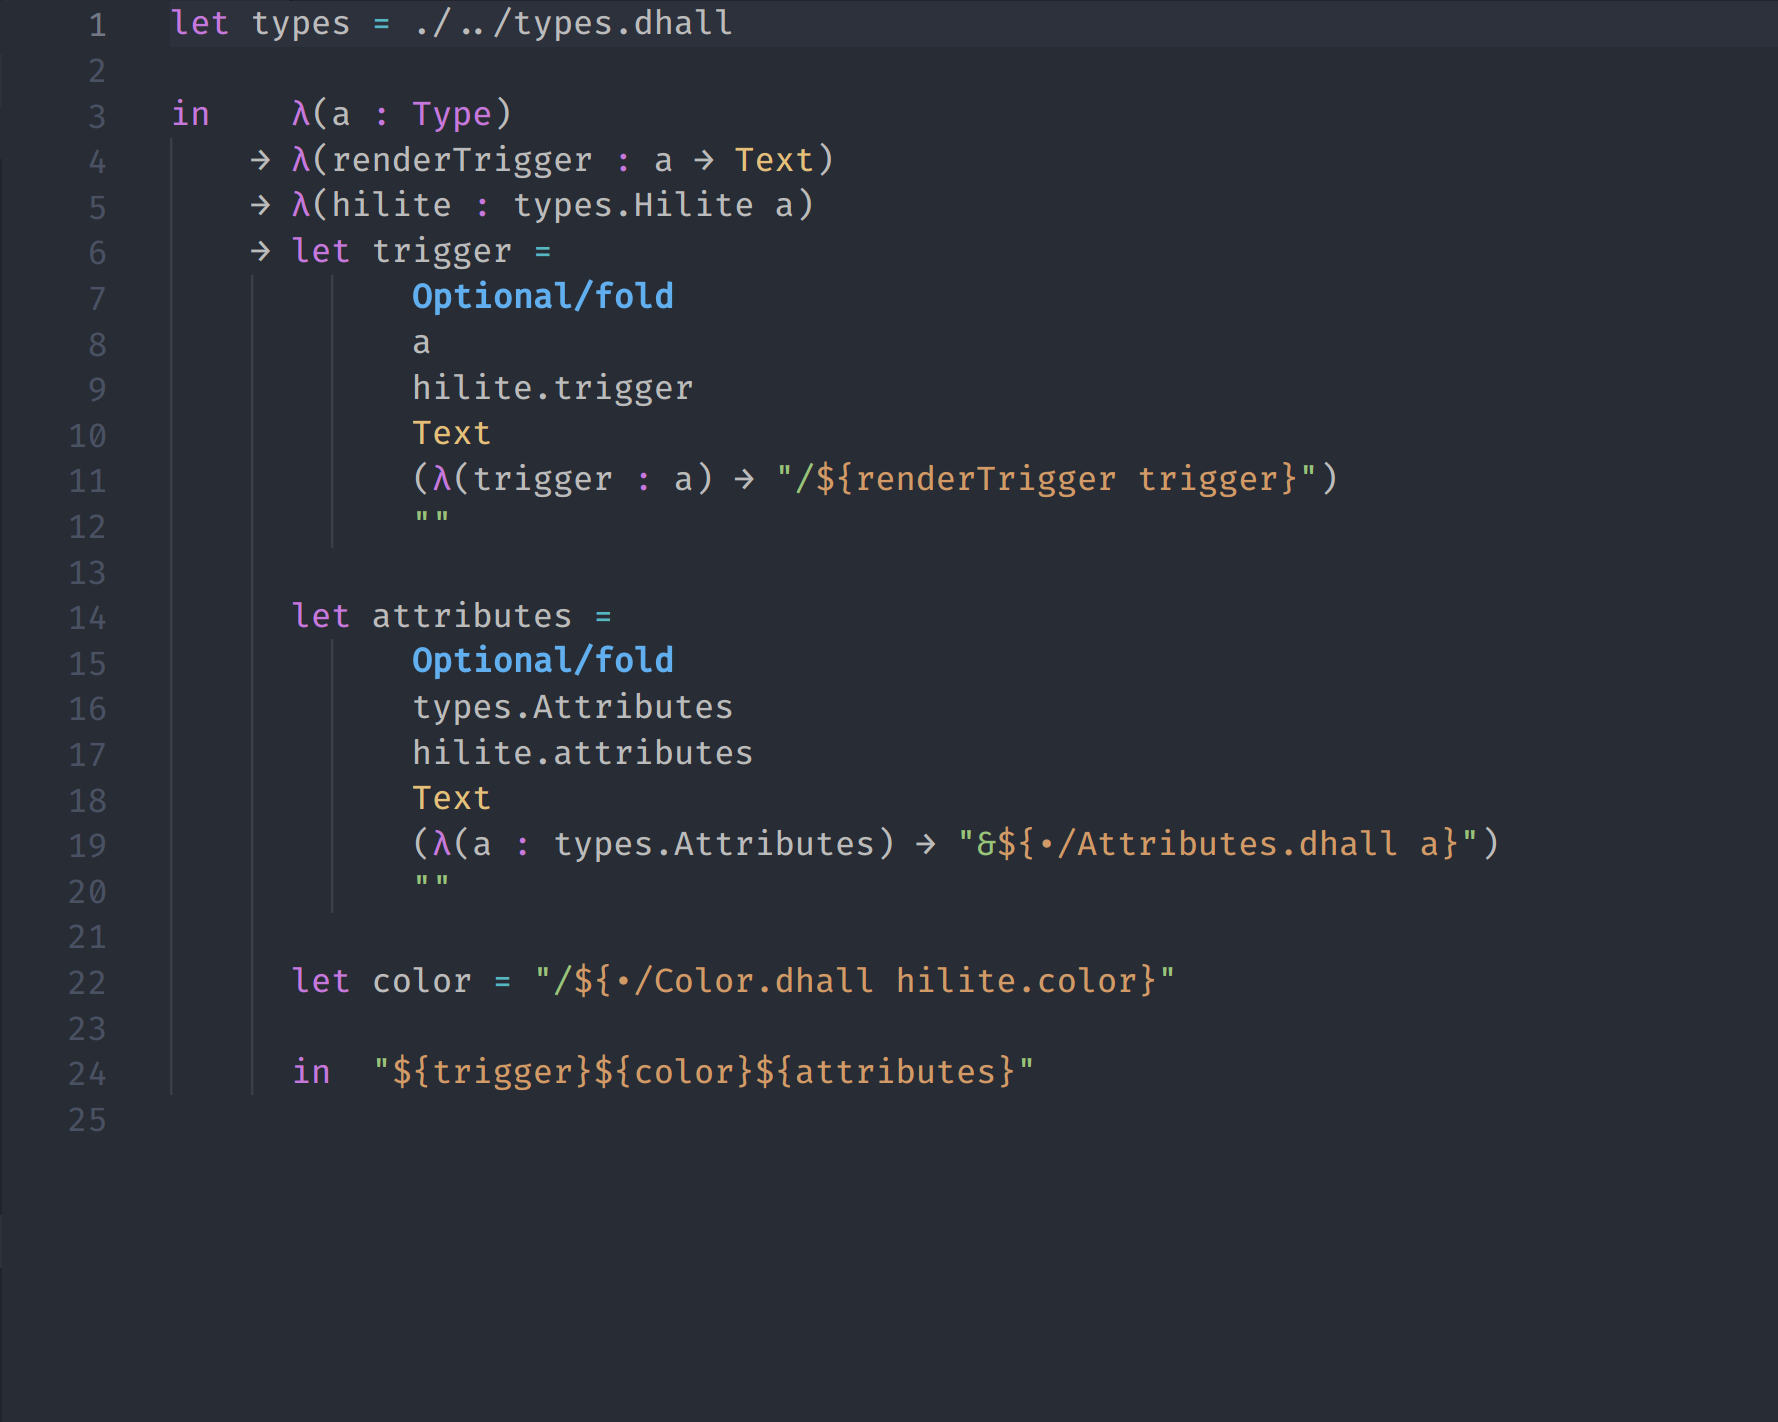 1 let types = ./../types.dhall
2
3 in    λ(a : Type)
4     → λ(renderTrigger : a → Text)
5     → λ(hilite : types.Hilite a)
6     → let trigger =
7             Optional/fold
8             a
9             hilite.trigger
10             Text
11             (λ(trigger : a) → "/${renderTrigger trigger}")
12             ""
13
14       let attributes =
15             Optional/fold
16             types.Attributes
17             hilite.attributes
18             Text
19             (λ(a : types.Attributes) → "&${./Attributes.dhall a}")
20             ""
21
22       let color = "/${./Color.dhall hilite.color}"
23
24       in  "${trigger}${color}${attributes}"
25